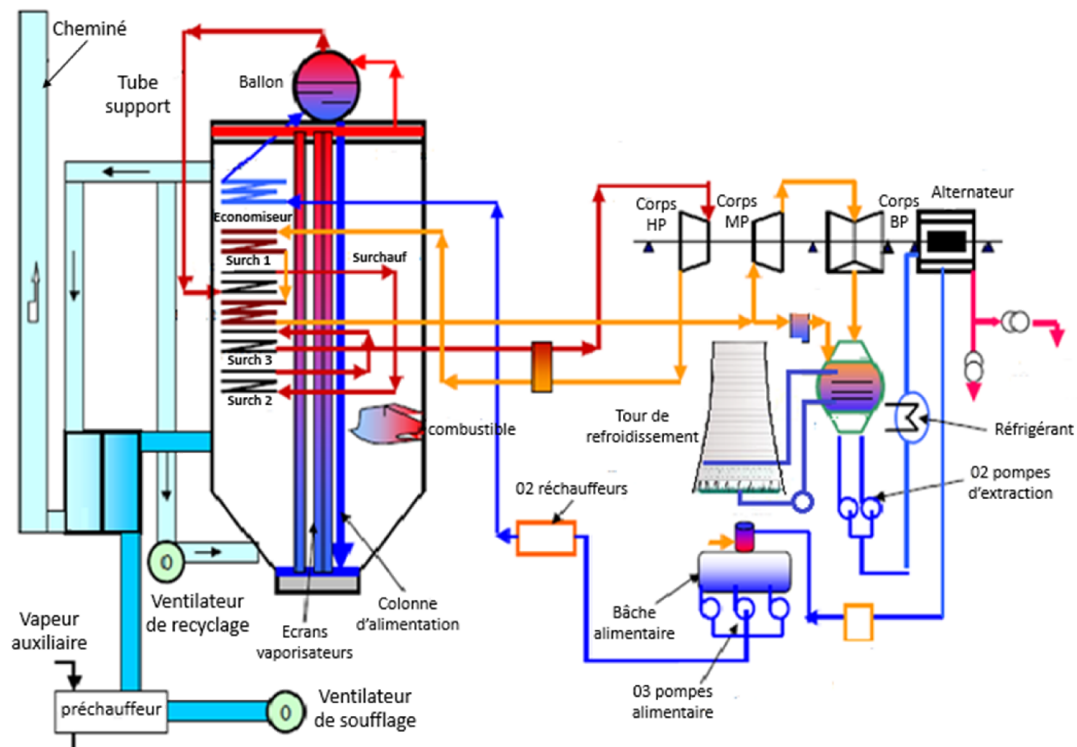 Cheminé
Tube
support
Ballon
Economiseur
Surch 1
Surchauf
Surch 3
Surch 2
combustible
Corps
HP
Corps
MP
Corps
BP
Alternateur
Tour de
refroidissement
Réfrigérant
02 pompes
d'extraction
02 réchauffeurs
Bâche
alimentaire
03 pompes
alimentaire
Colonne
d'alimentation
Ecrans
vaporisateurs
Ventilateur
de recyclage
Vapeur
auxiliaire
préchauffeur
Ventilateur
de soufflage